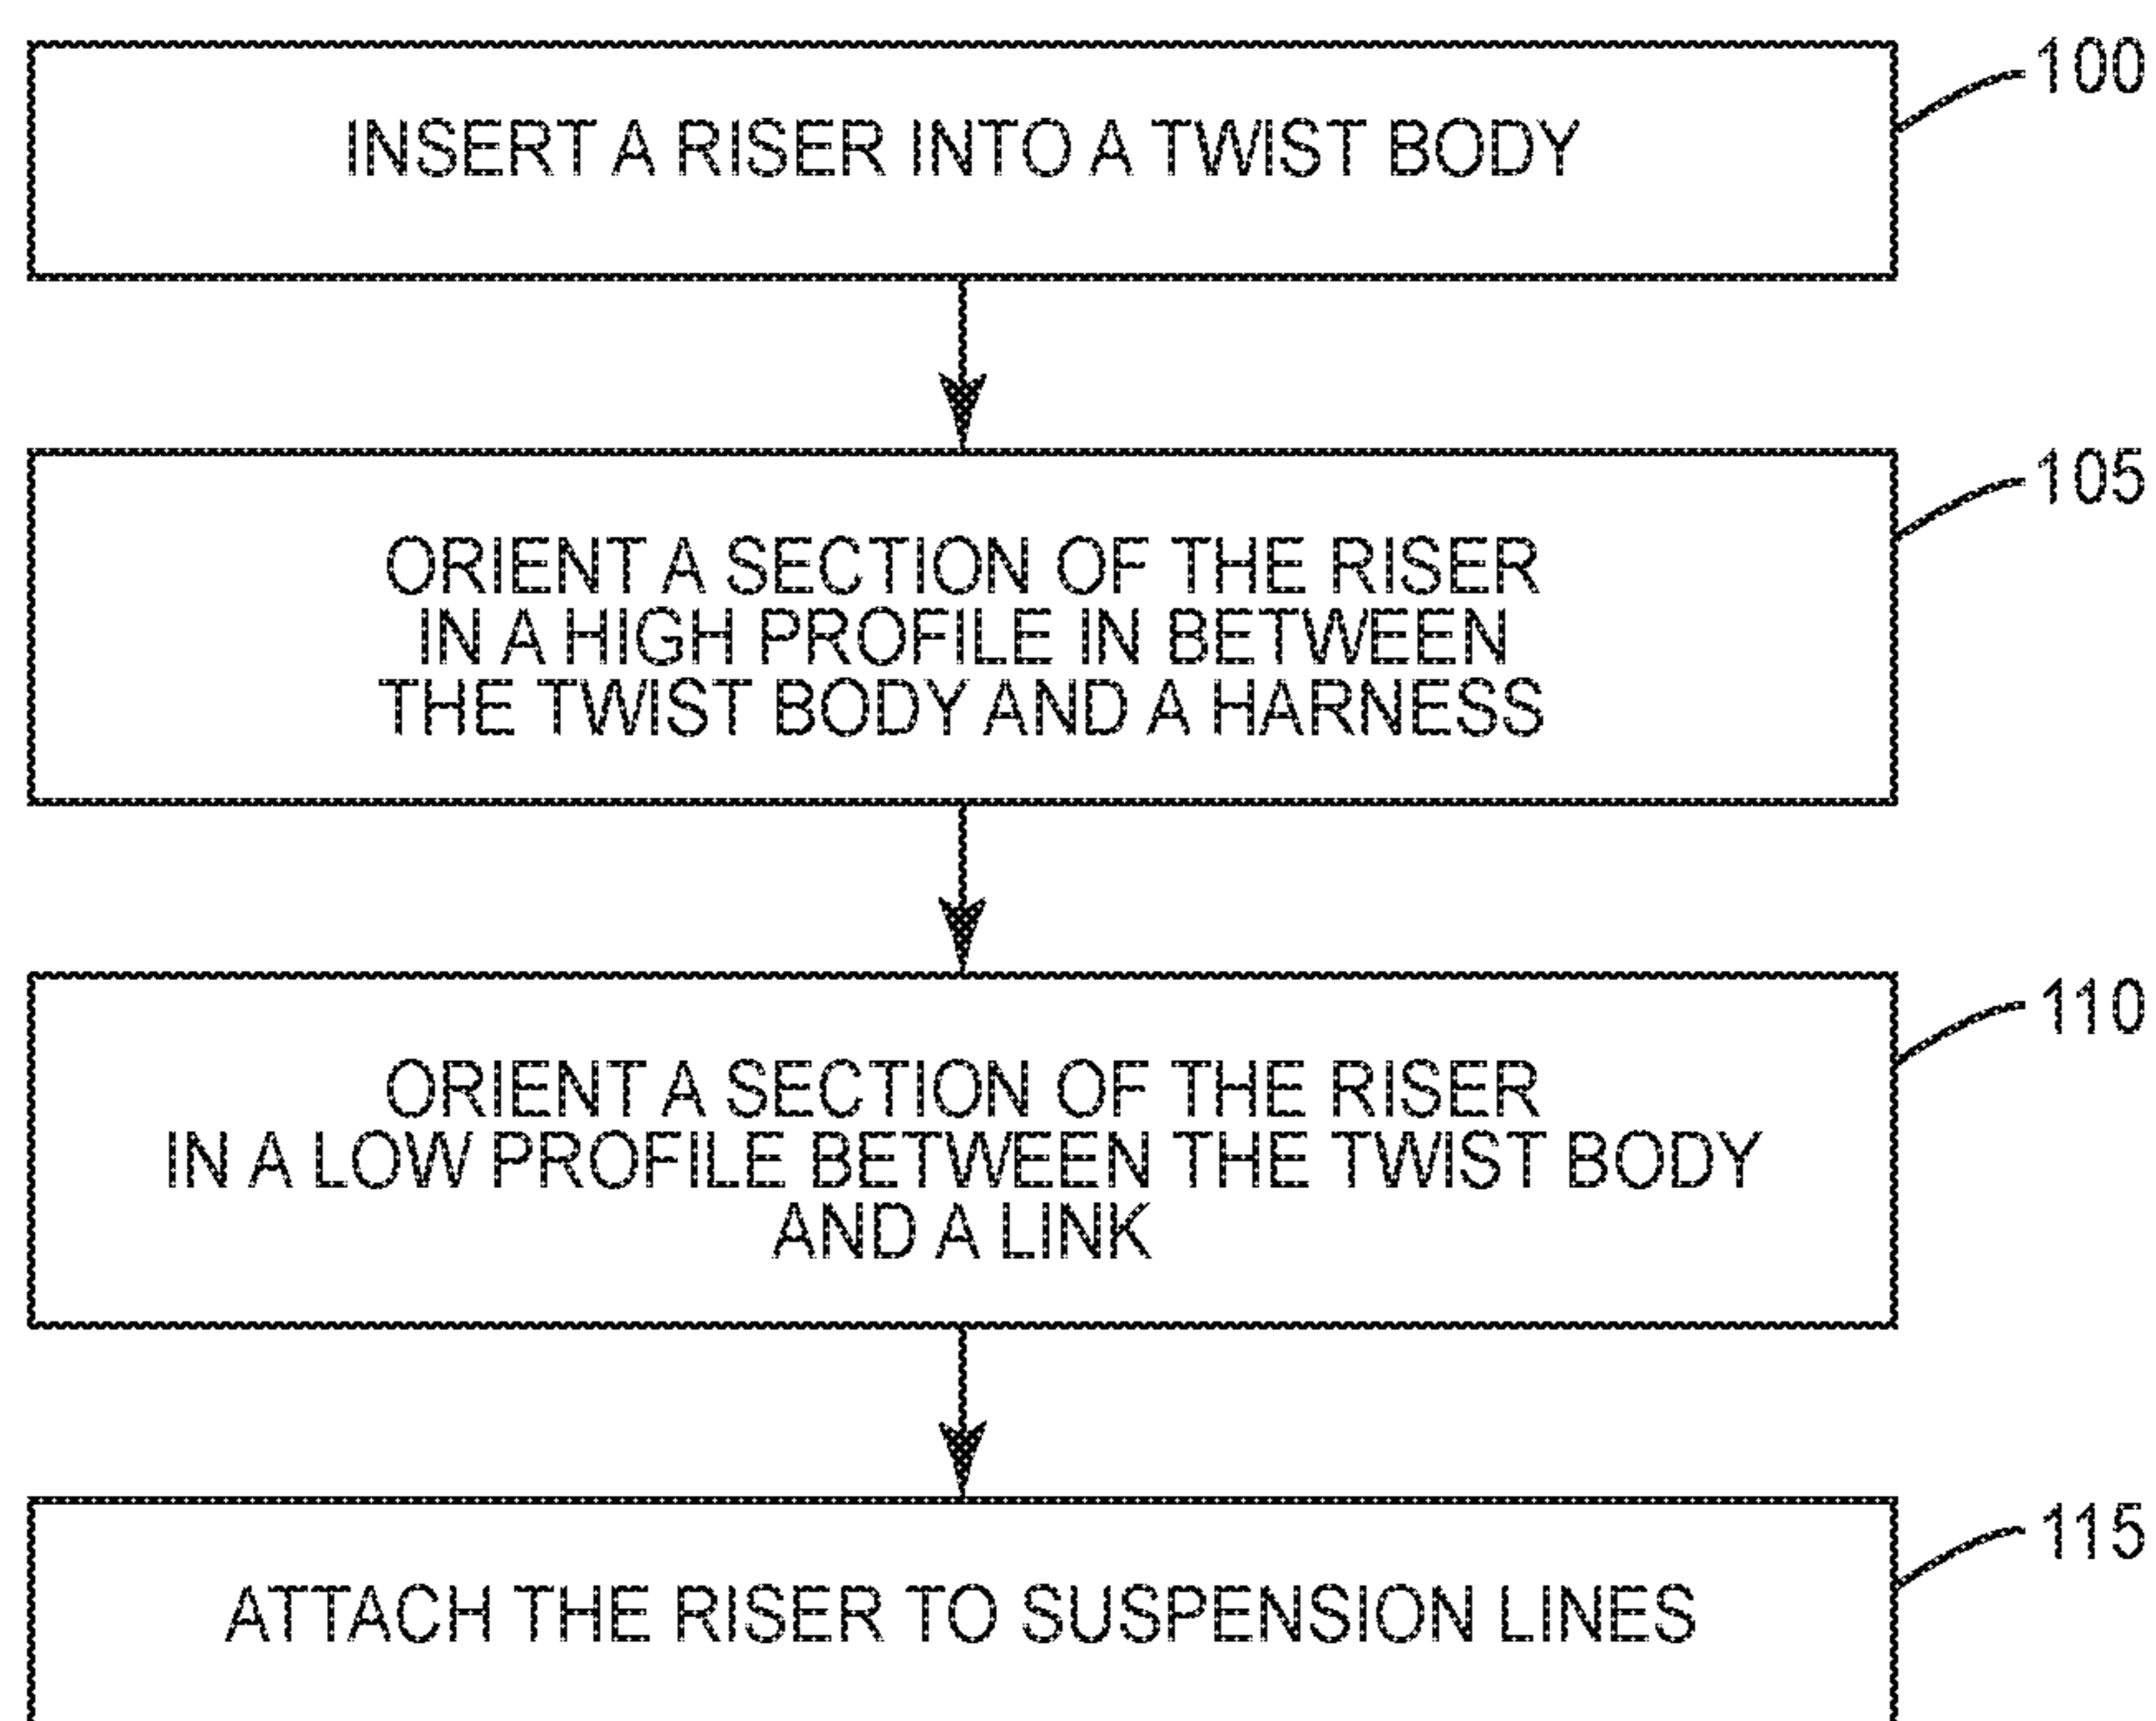 100
INSERT A RISER INTO A TWIST BODY
105
ORIENT A SECTION OF THE RISER
IN A HIGH PROFILE IN BETWEEN
THE TWIST BODY AND A HARNESS
110
ORIENT A SECTION OF THE RISER
IN A LOW PROFILE BETWEEN THE TWIST BODY
AND A LINK
115
ATTACH THE RISER TO SUSPENSION LINES